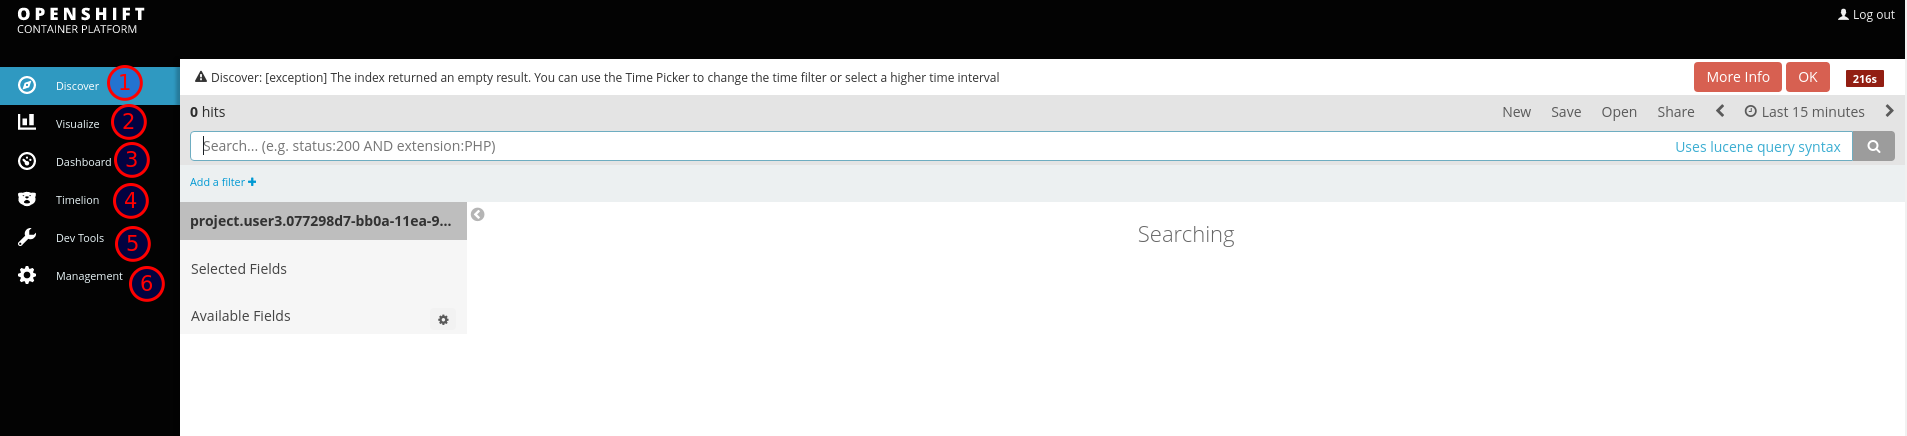 OPENSHIFT
CONTAINER PLATFORM
Log out
Discover 1
Visualize 2
Dashboard 3
Timelion 4
Dev Tools 5
Management 6
Discover: [exception] The index returned an empty result. You can use the Time Picker to change the time filter or select a higher time interval
More Info OK 216s
0 hits
New Save Open Share Last 15 minutes
Search... (e.g. status:200 AND extension:PHP) Uses lucene query syntax
Add a filter +
project.user3.077298d7-bb0a-11ea-9...
Searching
Selected Fields
Available Fields